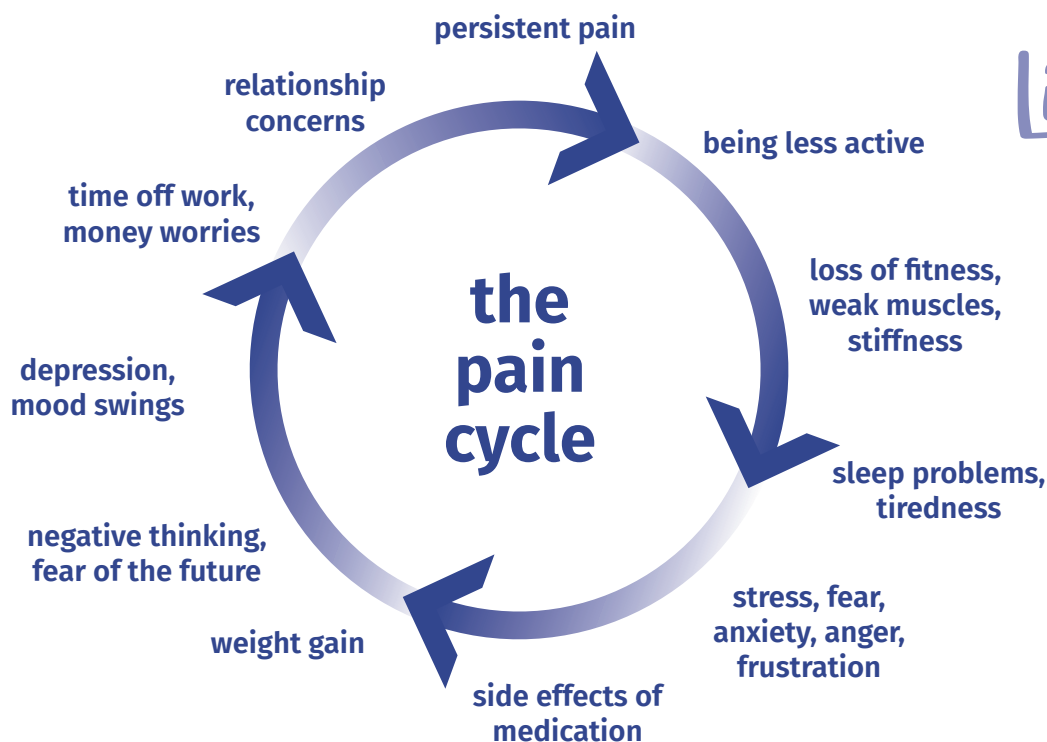 persistent pain
being less active
loss of fitness,
weak muscles,
stiffness
sleep problems,
tiredness
stress, fear,
anxiety, anger,
frustration
side effects of
medication
weight gain
negative thinking,
fear of the future
depression,
mood swings
time off work,
money worries
relationship
concerns
the
pain
cycle